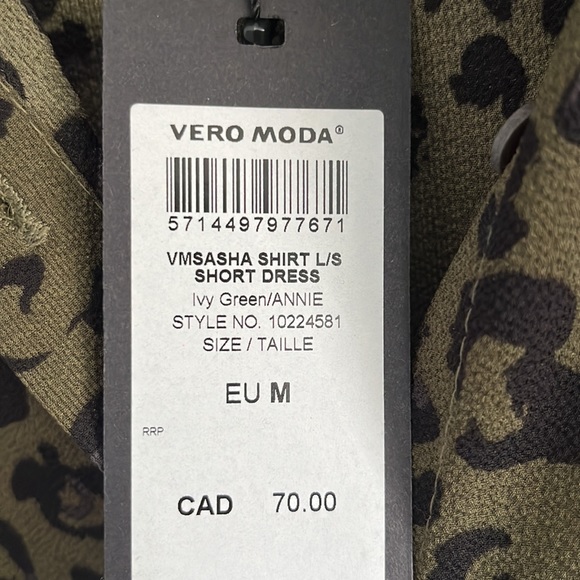 VERO MODA®
5714497977671
VMSASHA SHIRT L/S
SHORT DRESS
Ivy Green/ANNIE
STYLE NO. 10224581
SIZE / TAILLE
EU M
RRP
CAD 70.00